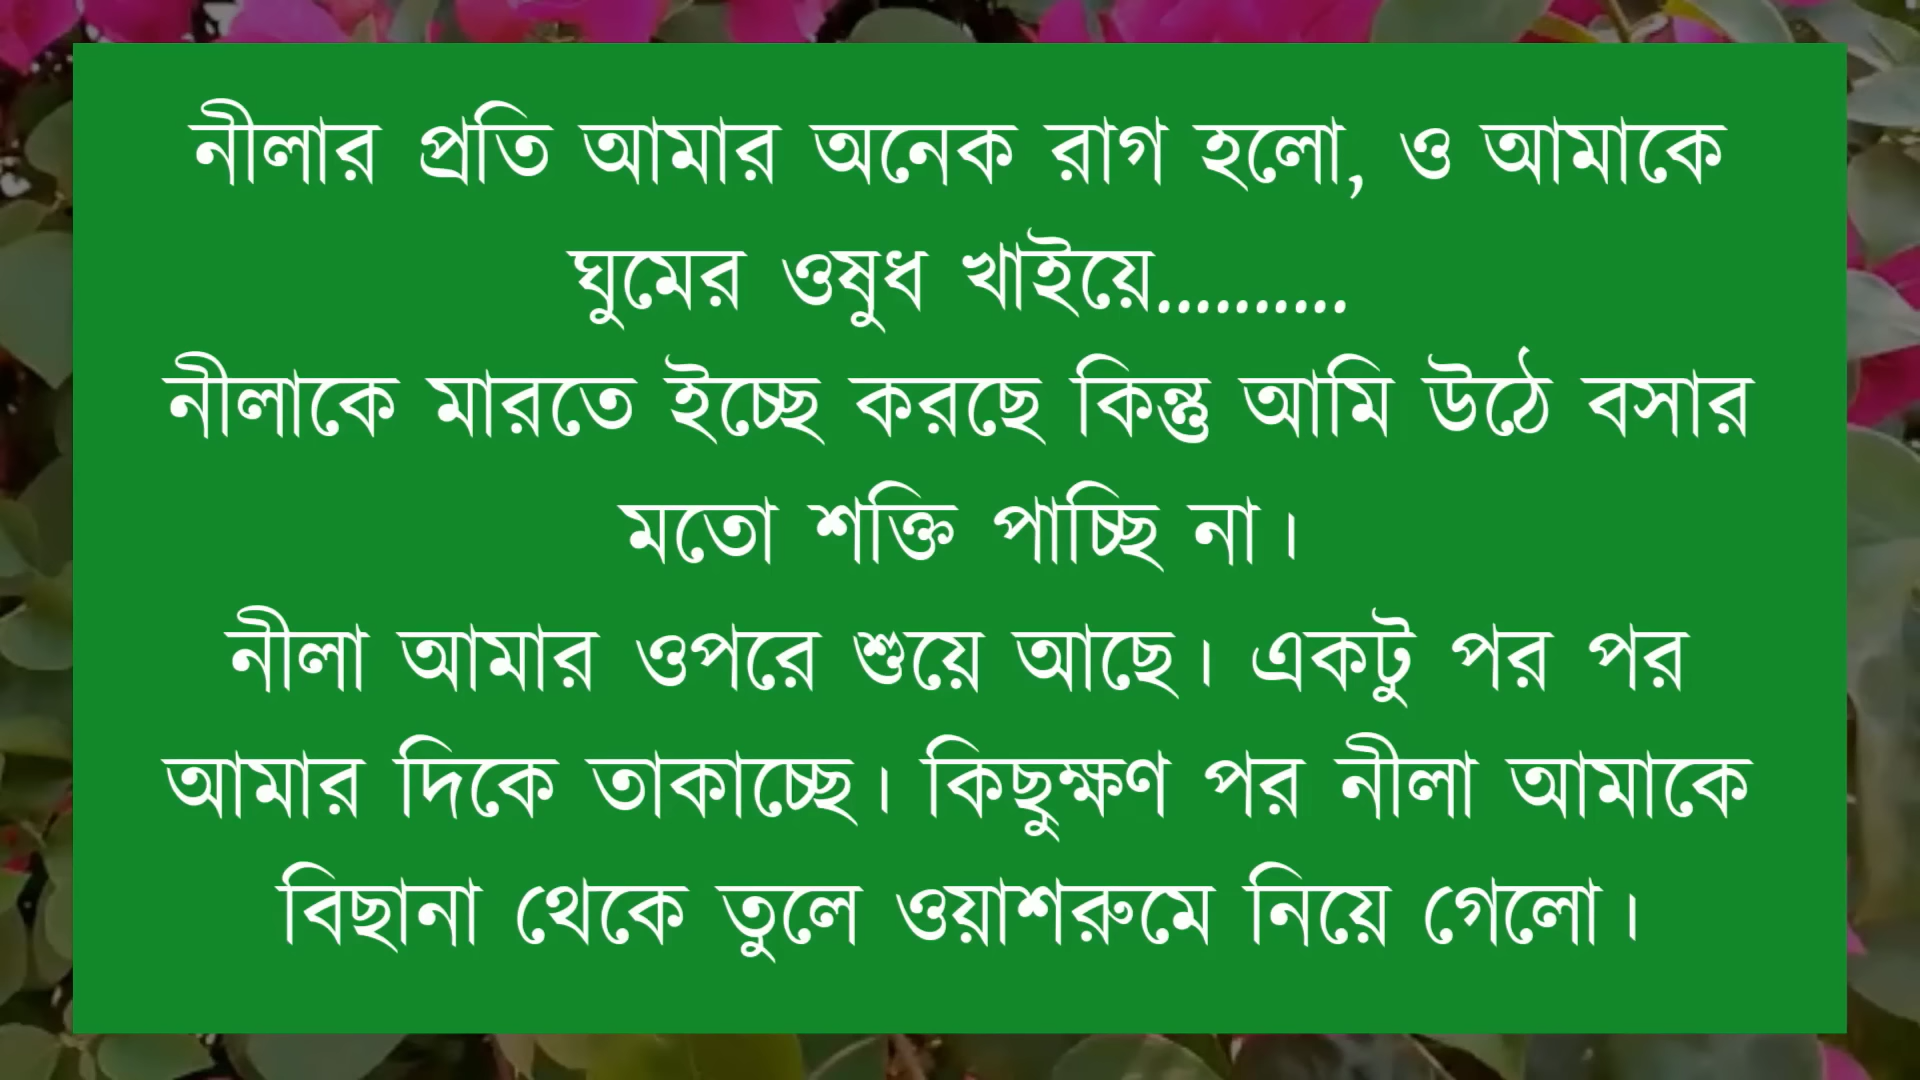 নীলার প্রতি আমার অনেক রাগ হলো, ও আমাকে
ঘুমের ওষুধ খাইয়ে..........
নীলাকে মারতে ইচ্ছে করছে কিন্তু আমি উঠে বসার
মতো শক্তি পাচ্ছি না।
নীলা আমার ওপরে শুয়ে আছে। একটু পর পর
আমার দিকে তাকাচ্ছে। কিছুক্ষণ পর নীলা আমাকে
বিছানা থেকে তুলে ওয়াশরুমে নিয়ে গেলো।